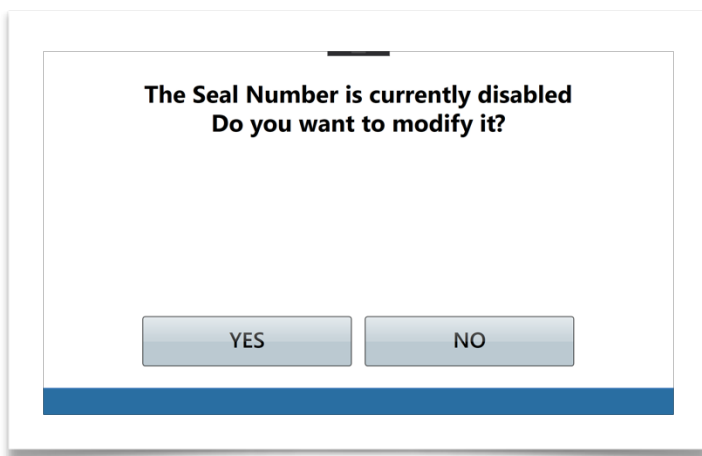 The Seal Number is currently disabled
Do you want to modify it?
YES
NO